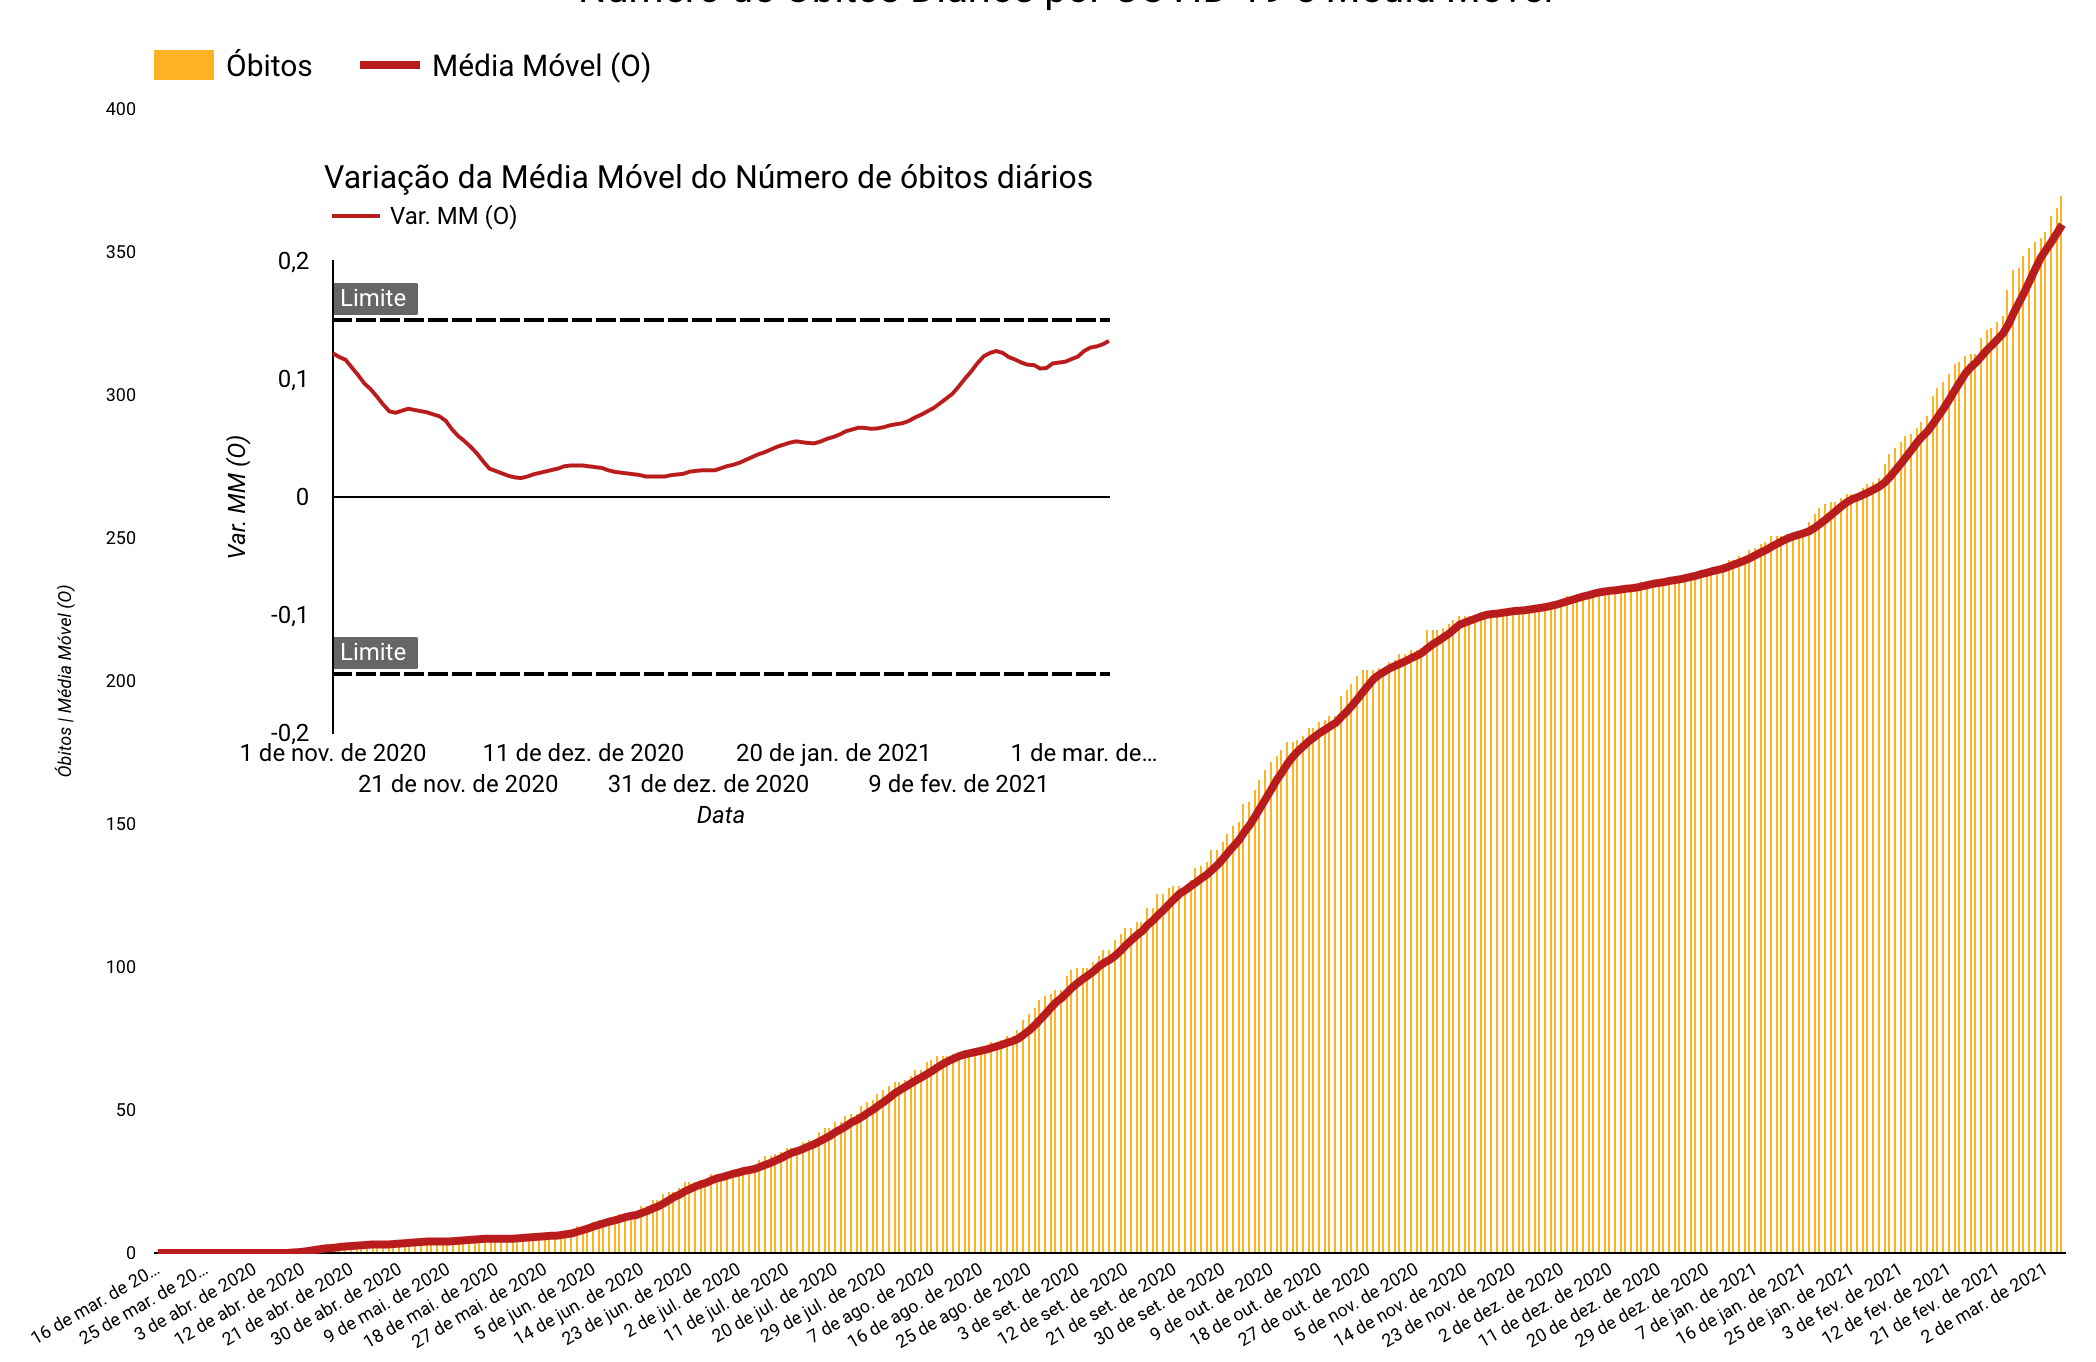 Número de Óbitos Diários por COVID-19 e Média Móvel
Óbitos
Média Móvel (O)
400
350
300
250
200
150
100
50
0
Óbitos | Média Móvel (O)
Variação da Média Móvel do Número de óbitos diários
Var. MM (O)
0,2
Limite
0,1
0
-0,1
Limite
-0,2
Var. MM (O)
1 de nov. de 2020
11 de dez. de 2020
20 de jan. de 2021
1 de mar. de...
21 de nov. de 2020
31 de dez. de 2020
9 de fev. de 2021
Data
16 de mar. de 20...
25 de mar. de 20...
3 de abr. de 2020
12 de abr. de 2020
21 de abr. de 2020
30 de abr. de 2020
9 de mai. de 2020
18 de mai. de 2020
27 de mai. de 2020
5 de jun. de 2020
14 de jun. de 2020
23 de jun. de 2020
2 de jul. de 2020
11 de jul. de 2020
20 de jul. de 2020
29 de jul. de 2020
7 de ago. de 2020
16 de ago. de 2020
25 de ago. de 2020
3 de set. de 2020
12 de set. de 2020
21 de set. de 2020
30 de set. de 2020
9 de out. de 2020
18 de out. de 2020
27 de out. de 2020
5 de nov. de 2020
14 de nov. de 2020
23 de nov. de 2020
2 de dez. de 2020
11 de dez. de 2020
20 de dez. de 2020
29 de dez. de 2020
7 de jan. de 2021
16 de jan. de 2021
25 de jan. de 2021
3 de fev. de 2021
12 de fev. de 2021
21 de fev. de 2021
2 de mar. de 2021